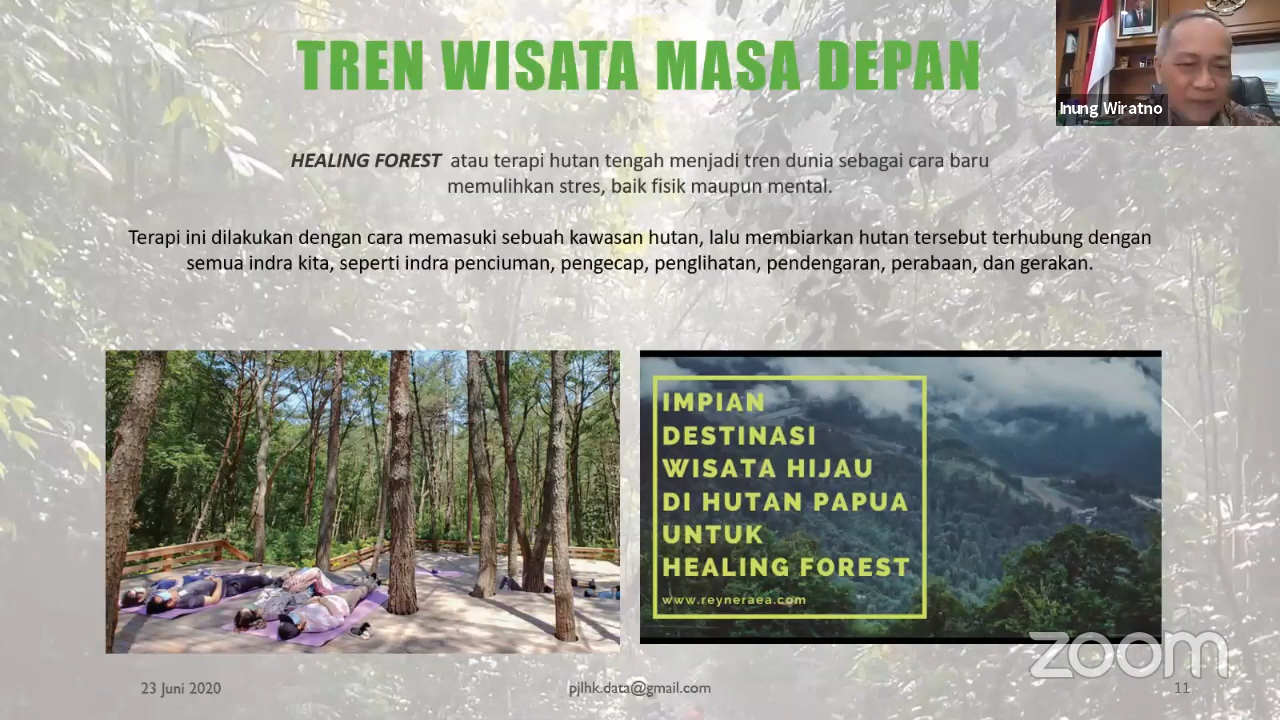 TREN WISATA MASA DEPAN
Inung Wiratno
HEALING FOREST atau terapi hutan tengah menjadi tren dunia sebagai cara baru
memulihkan stres, baik fisik maupun mental.
Terapi ini dilakukan dengan cara memasuki sebuah kawasan hutan, lalu membiarkan hutan tersebut terhubung dengan
semua indra kita, seperti indra penciuman, pengecap, penglihatan, pendengaran, perabaan, dan gerakan.
IMPIAN
DESTINASI
WISATA HIJAU
DI HUTAN PAPUA
UNTUK
HEALING FOREST
www.reyneraea.com
zoom
23 Juni 2020
pjlhk.data@gmail.com
11